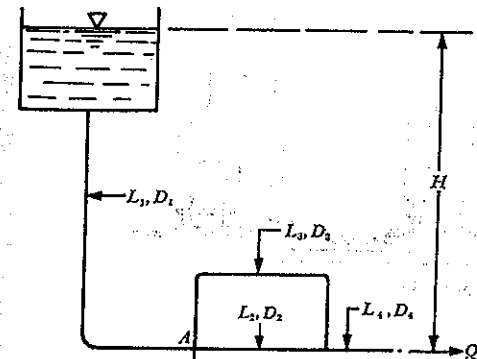 H
L₁, D₁
L₃, D₃
A
L₂, D₂
L₄, D₄
Q